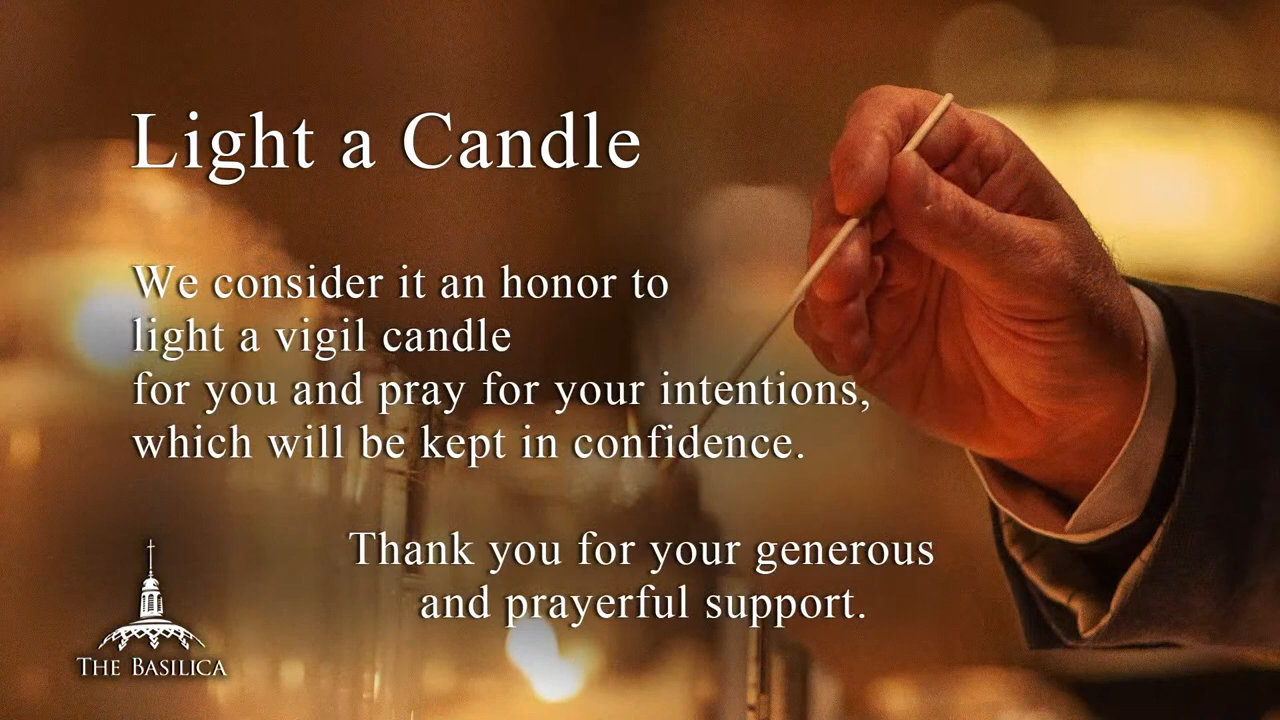 Light a Candle
We consider it an honor to
light a vigil candle
for you and pray for your intentions,
which will be kept in confidence.
Thank you for your generous
and prayerful support.
THE BASILICA